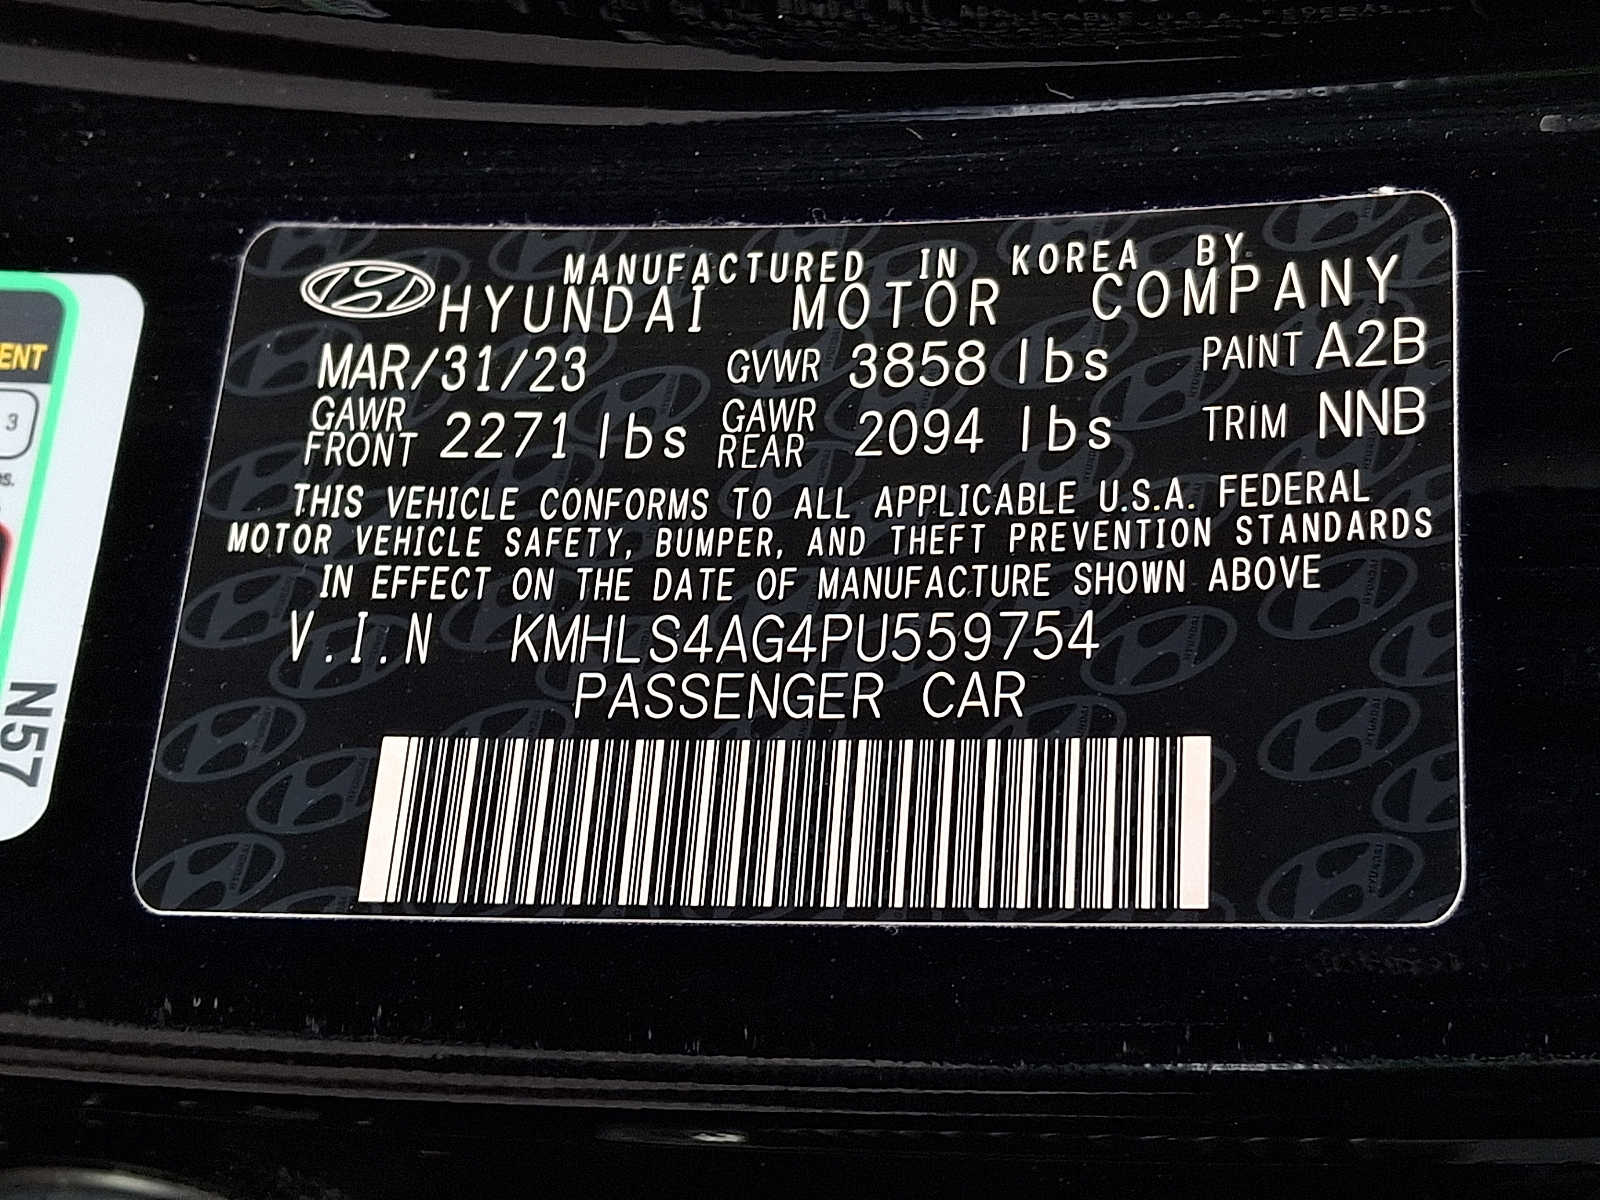 MANUFACTURED IN KOREA BY
HYUNDAI MOTOR COMPANY
MAR/31/23 GVWR 3858 lbs PAINT A2B
GAWR FRONT 2271 lbs GAWR REAR 2094 lbs TRIM NNB
THIS VEHICLE CONFORMS TO ALL APPLICABLE U.S.A. FEDERAL
MOTOR VEHICLE SAFETY, BUMPER, AND THEFT PREVENTION STANDARDS
IN EFFECT ON THE DATE OF MANUFACTURE SHOWN ABOVE
V.I.N KMHLS4AG4PU559754
PASSENGER CAR
ENT
3
N57